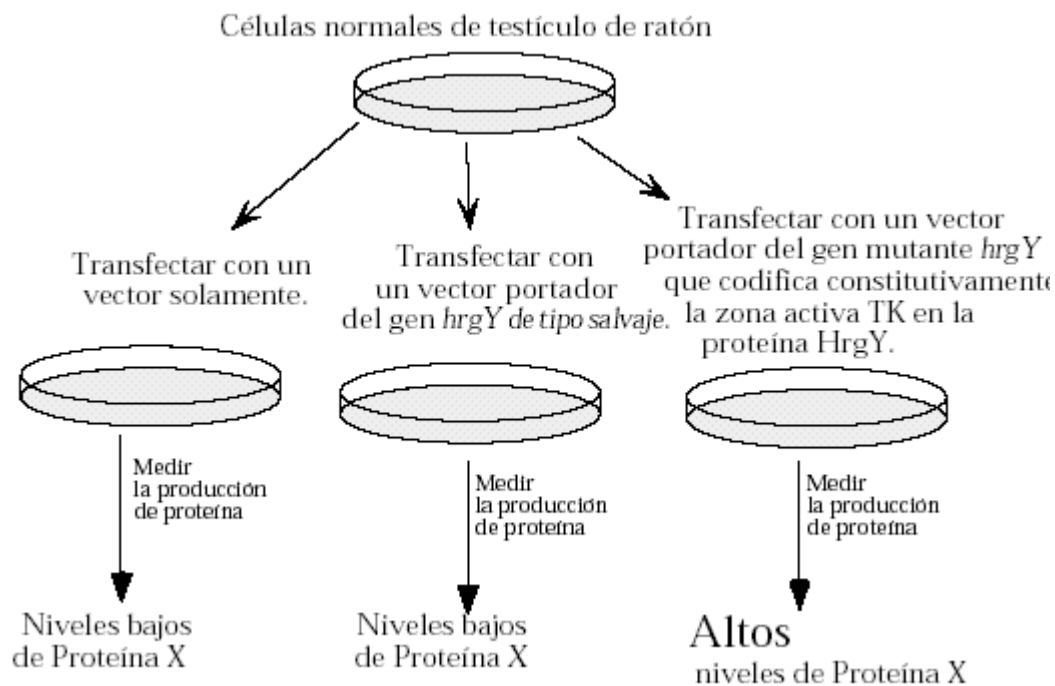 Células normales de testículo de ratón
Transfectar con un
vector solamente.
Transfectar con
un vector portador
del gen hrgY de tipo salvaje.
Transfectar con un vector
portador del gen mutante hrgY
que codifica constitutivamente
la zona activa TK en la
proteína HrgY.
Medir
la producción
de proteína
Medir
la producción
de proteína
Medir
la producción
de proteína
Niveles bajos
de Proteína X
Niveles bajos
de Proteína X
Altos
niveles de Proteína X